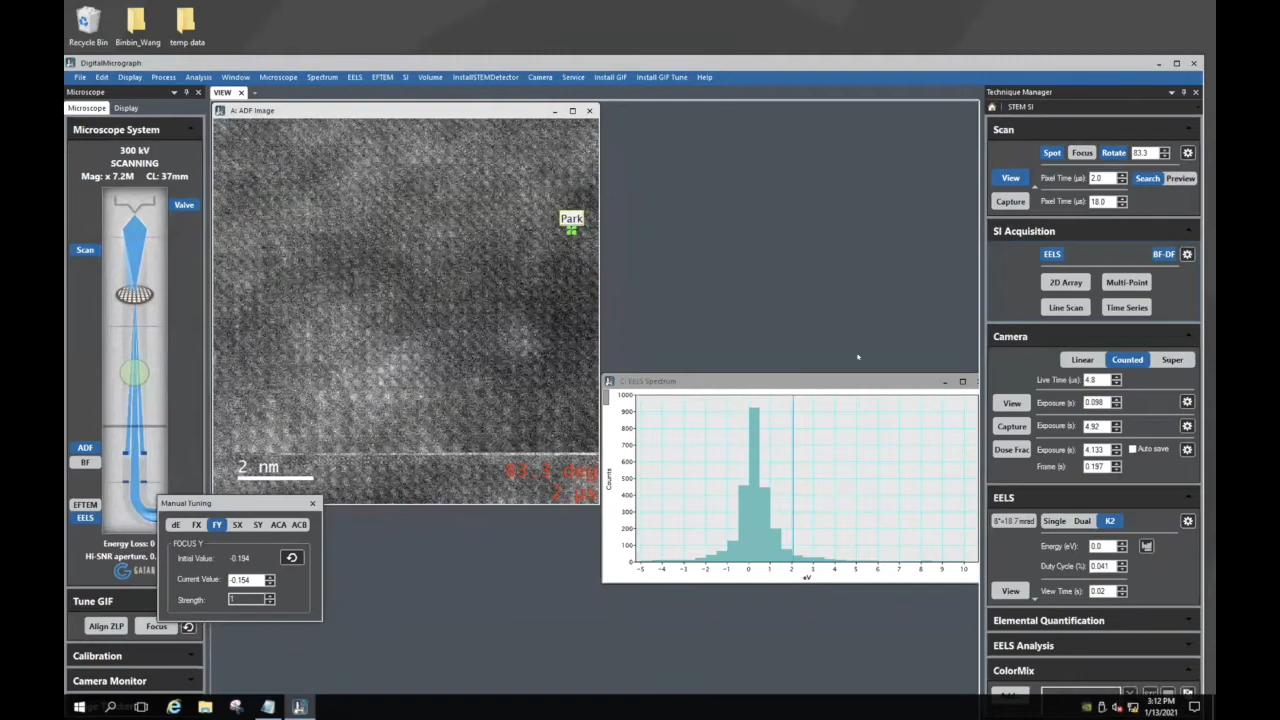 Recycle Bin
Binbin_Wang
temp data
DigitalMicrograph
File Edit Display Process Analysis Window Microscope Spectrum EELS EFTEM SI Volume InstallSTEMDetector Camera Service Install GIF Install GIF Tune Help
Microscope
VIEW
Technique Manager
Microscope Display
A: ADF Image
STEM SI
Microscope System
Scan
300 kV
SCANNING
Mag: x 7.2M CL: 37mm
Spot Focus Rotate 83.3
View Pixel Time (µs): 2.0 Search Preview
Capture Pixel Time (µs): 18.0
Valve
Scan
Park
SI Acquisition
EELS BF-DF
2D Array Multi-Point
Line Scan Time Series
Camera
Linear Counted Super
Live Time (µs): 4.8
View Exposure (s): 0.098
Capture Exposure (s): 4.92
Dose Frac Exposure (s): 4.133 Auto save
Frame (s): 0.197
C: EELS Spectrum
1000
900
800
700
600
500
400
300
200
100
0
Counts
-5 -4 -3 -2 -1 0 1 2 3 4 5 6 7 8 9 10
eV
ADF
BF
EFTEM
EELS
2 nm
83.3 deg
2 µs
Energy Loss: 0
Hi-SNR aperture, 0.
GATAN
Manual Tuning
dE FX FY SX SY ACA ACB
FOCUS Y
Initial Value: -0.194
Current Value: -0.154
Strength: 1
Tune GIF
Align ZLP Focus
Calibration
Camera Monitor
EELS
18.7 mrad Single Dual K2
Energy (eV): 0.0
Duty Cycle (%): 0.041
View View Time (s): 0.02
Elemental Quantification
EELS Analysis
ColorMix
3:12 PM
1/13/2021